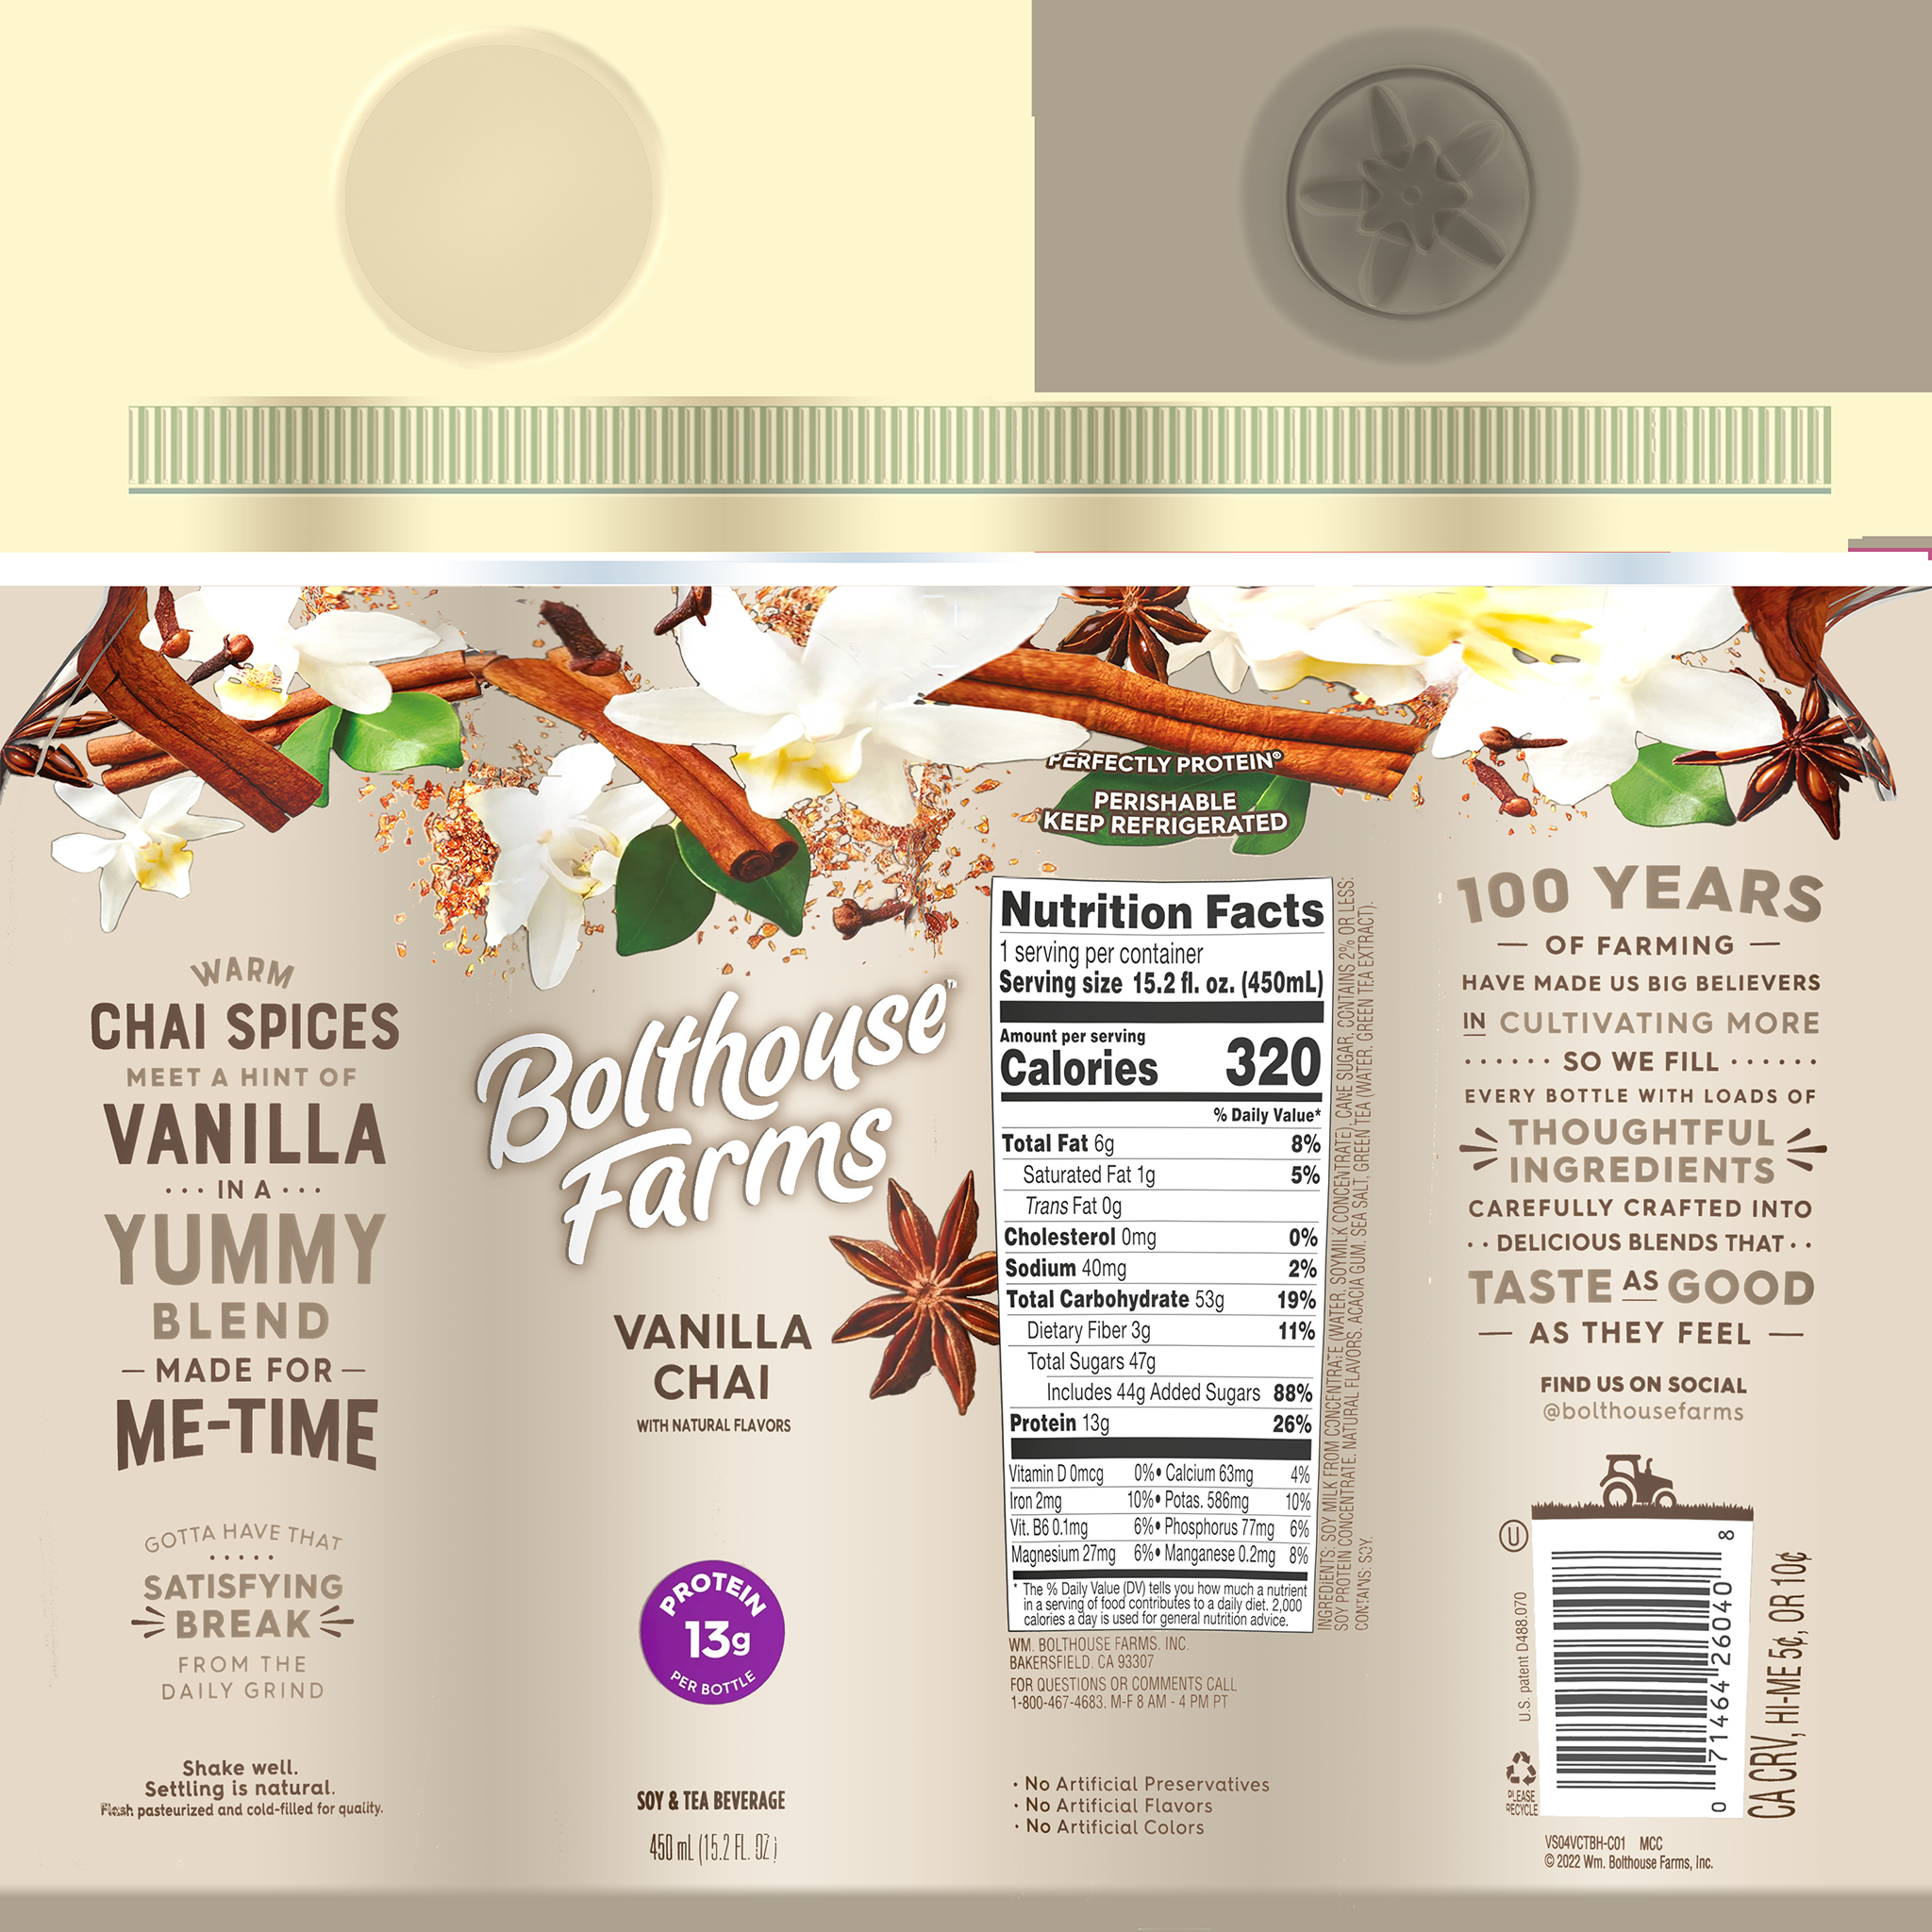 WARM
CHAI SPICES
MEET A HINT OF
VANILLA
··· IN A ···
YUMMY
BLEND
— MADE FOR —
ME-TIME
GOTTA HAVE THAT
·····
SATISFYING
BREAK
FROM THE
DAILY GRIND
Shake well.
Settling is natural.
Flash pasteurized and cold-filled for quality.
Bolthouse™
Farms
VANILLA
CHAI
WITH NATURAL FLAVORS
PROTEIN
13g
PER BOTTLE
SOY & TEA BEVERAGE
450 mL (15.2 FL. OZ)
PERFECTLY PROTEIN®
PERISHABLE
KEEP REFRIGERATED
Nutrition Facts
1 serving per container
Serving size 15.2 fl. oz. (450mL)
Amount per serving
Calories 320
% Daily Value*
Total Fat 6g 8%
Saturated Fat 1g 5%
Trans Fat 0g
Cholesterol 0mg 0%
Sodium 40mg 2%
Total Carbohydrate 53g 19%
Dietary Fiber 3g 11%
Total Sugars 47g
Includes 44g Added Sugars 88%
Protein 13g 26%
Vitamin D 0mcg 0% • Calcium 63mg 4%
Iron 2mg 10% • Potas. 586mg 10%
Vit. B6 0.1mg 6% • Phosphorus 77mg 6%
Magnesium 27mg 6% • Manganese 0.2mg 8%
* The % Daily Value (DV) tells you how much a nutrient
in a serving of food contributes to a daily diet. 2,000
calories a day is used for general nutrition advice.
INGREDIENTS: SOY MILK FROM CONCENTRATE (WATER, SOYMILK CONCENTRATE), CANE SUGAR, CONTAINS 2% OR LESS:
SOY PROTEIN CONCENTRATE, NATURAL FLAVORS, ACACIA GUM, SEA SALT, GREEN TEA (WATER, GREEN TEA EXTRACT).
CONTAINS SOY.
WM. BOLTHOUSE FARMS, INC.
BAKERSFIELD, CA 93307
FOR QUESTIONS OR COMMENTS CALL
1-800-467-4683, M-F 8 AM - 4 PM PT
• No Artificial Preservatives
• No Artificial Flavors
• No Artificial Colors
100 YEARS
— OF FARMING —
HAVE MADE US BIG BELIEVERS
IN CULTIVATING MORE
······ SO WE FILL ······
EVERY BOTTLE WITH LOADS OF
THOUGHTFUL
INGREDIENTS
CAREFULLY CRAFTED INTO
·· DELICIOUS BLENDS THAT ··
TASTE AS GOOD
— AS THEY FEEL —
FIND US ON SOCIAL
@bolthousefarms
U
U.S. patent D488.070
PLEASE
RECYCLE
0 71464 26040 8
CA CRV, HI-ME 5¢, OR 10¢
VS04VCTBH-C01 MCC
© 2022 Wm. Bolthouse Farms, Inc.